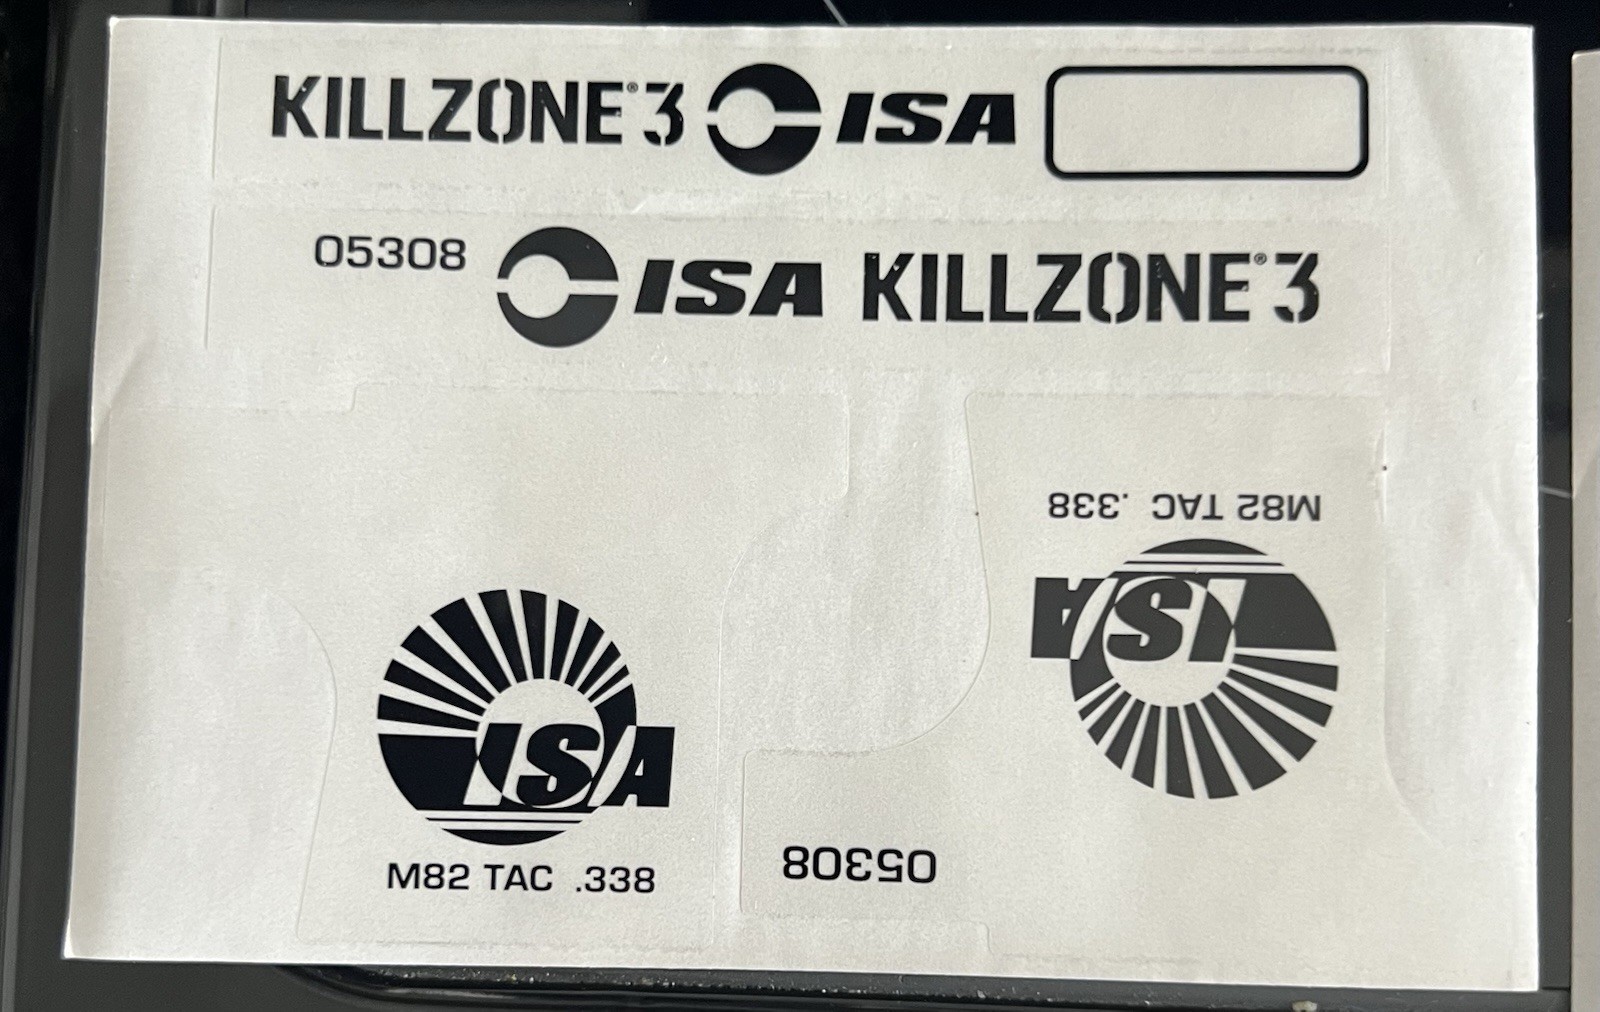 KILLZONE®3 ISA
05308 ISA KILLZONE®3
M82 TAC .338
ISA
ISA
M82 TAC .338
05308